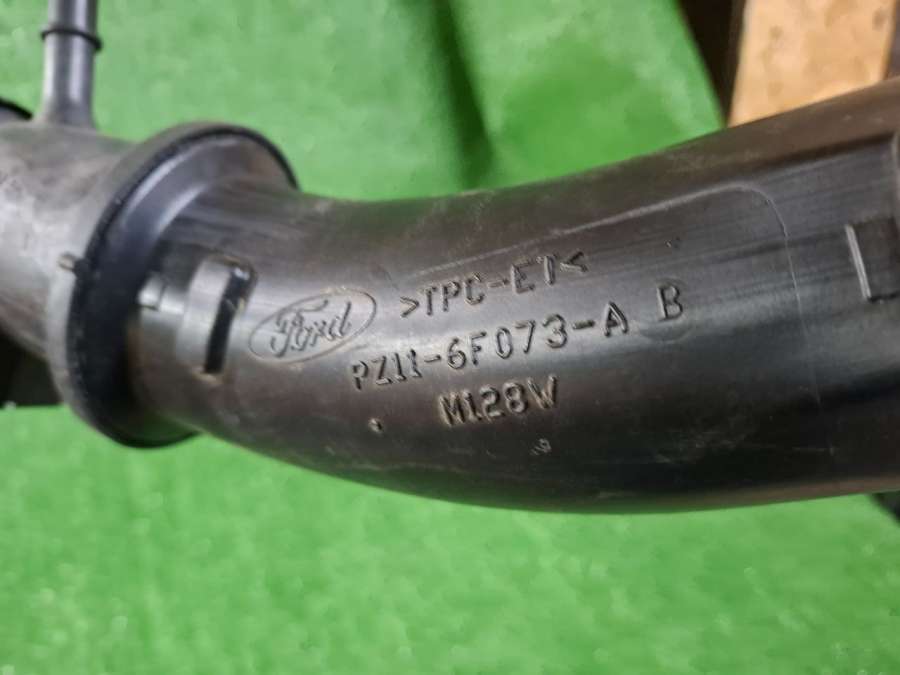 Ford
>TPC-ET<
PZ11-6F073-A B
M128W